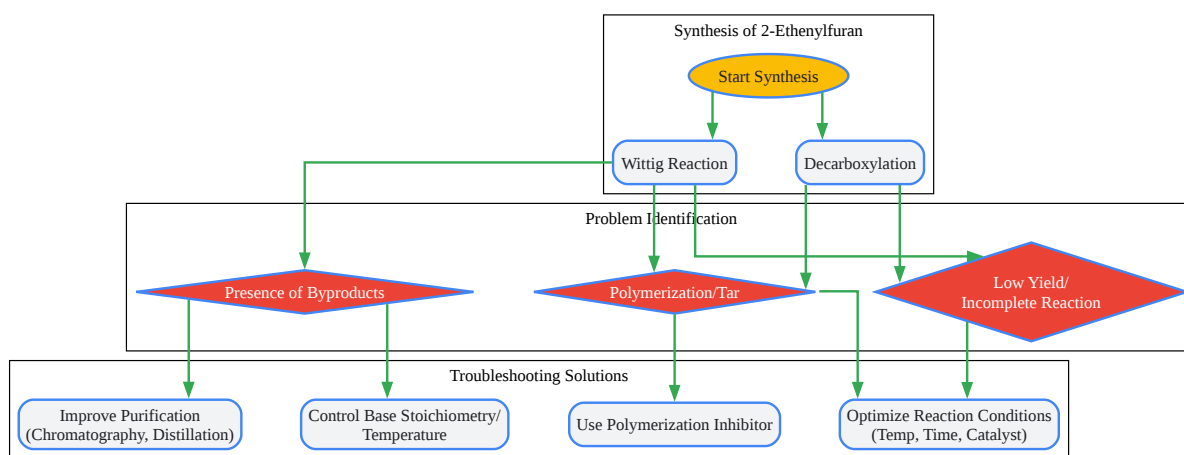 Synthesis of 2-Ethenylfuran
Start Synthesis
Wittig Reaction
Decarboxylation
Problem Identification
Presence of Byproducts
Polymerization/Tar
Low Yield/
Incomplete Reaction
Troubleshooting Solutions
Improve Purification
(Chromatography, Distillation)
Control Base Stoichiometry/
Temperature
Use Polymerization Inhibitor
Optimize Reaction Conditions
(Temp, Time, Catalyst)